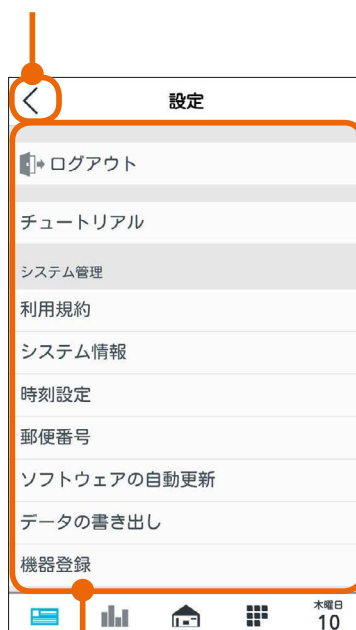 設定
ログアウト
チュートリアル
システム管理
利用規約
システム情報
時刻設定
郵便番号
ソフトウェアの自動更新
データの書き出し
機器登録
木曜日
10